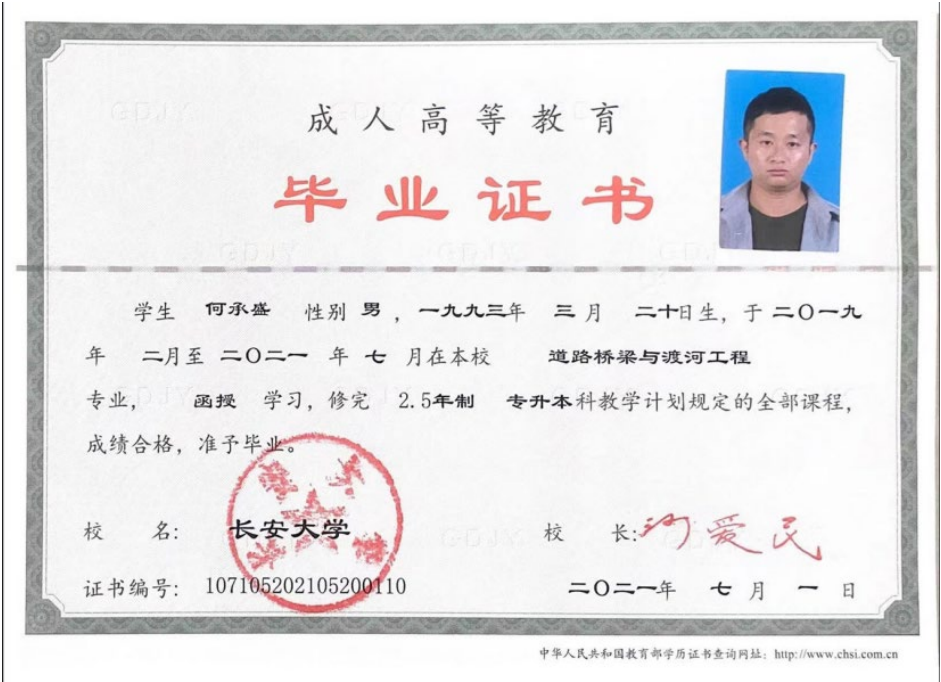 成人高等教育
毕业证书
学生 何承盛 性别 男 ，一九九三年 三 月 二十日生，于 二〇一九
年 二月至 二〇二一 年 七 月在本校 道路桥梁与渡河工程
专业， 函授 学习，修完 2.5年制 专升本科教学计划规定的全部课程，
成绩合格，准予毕业。
校 名： 长安大学 校 长：沙爱民
证书编号： 107105202105200110 二〇二一年 七 月 一 日
中华人民共和国教育部学历证书查询网址：http://www.chsi.com.cn